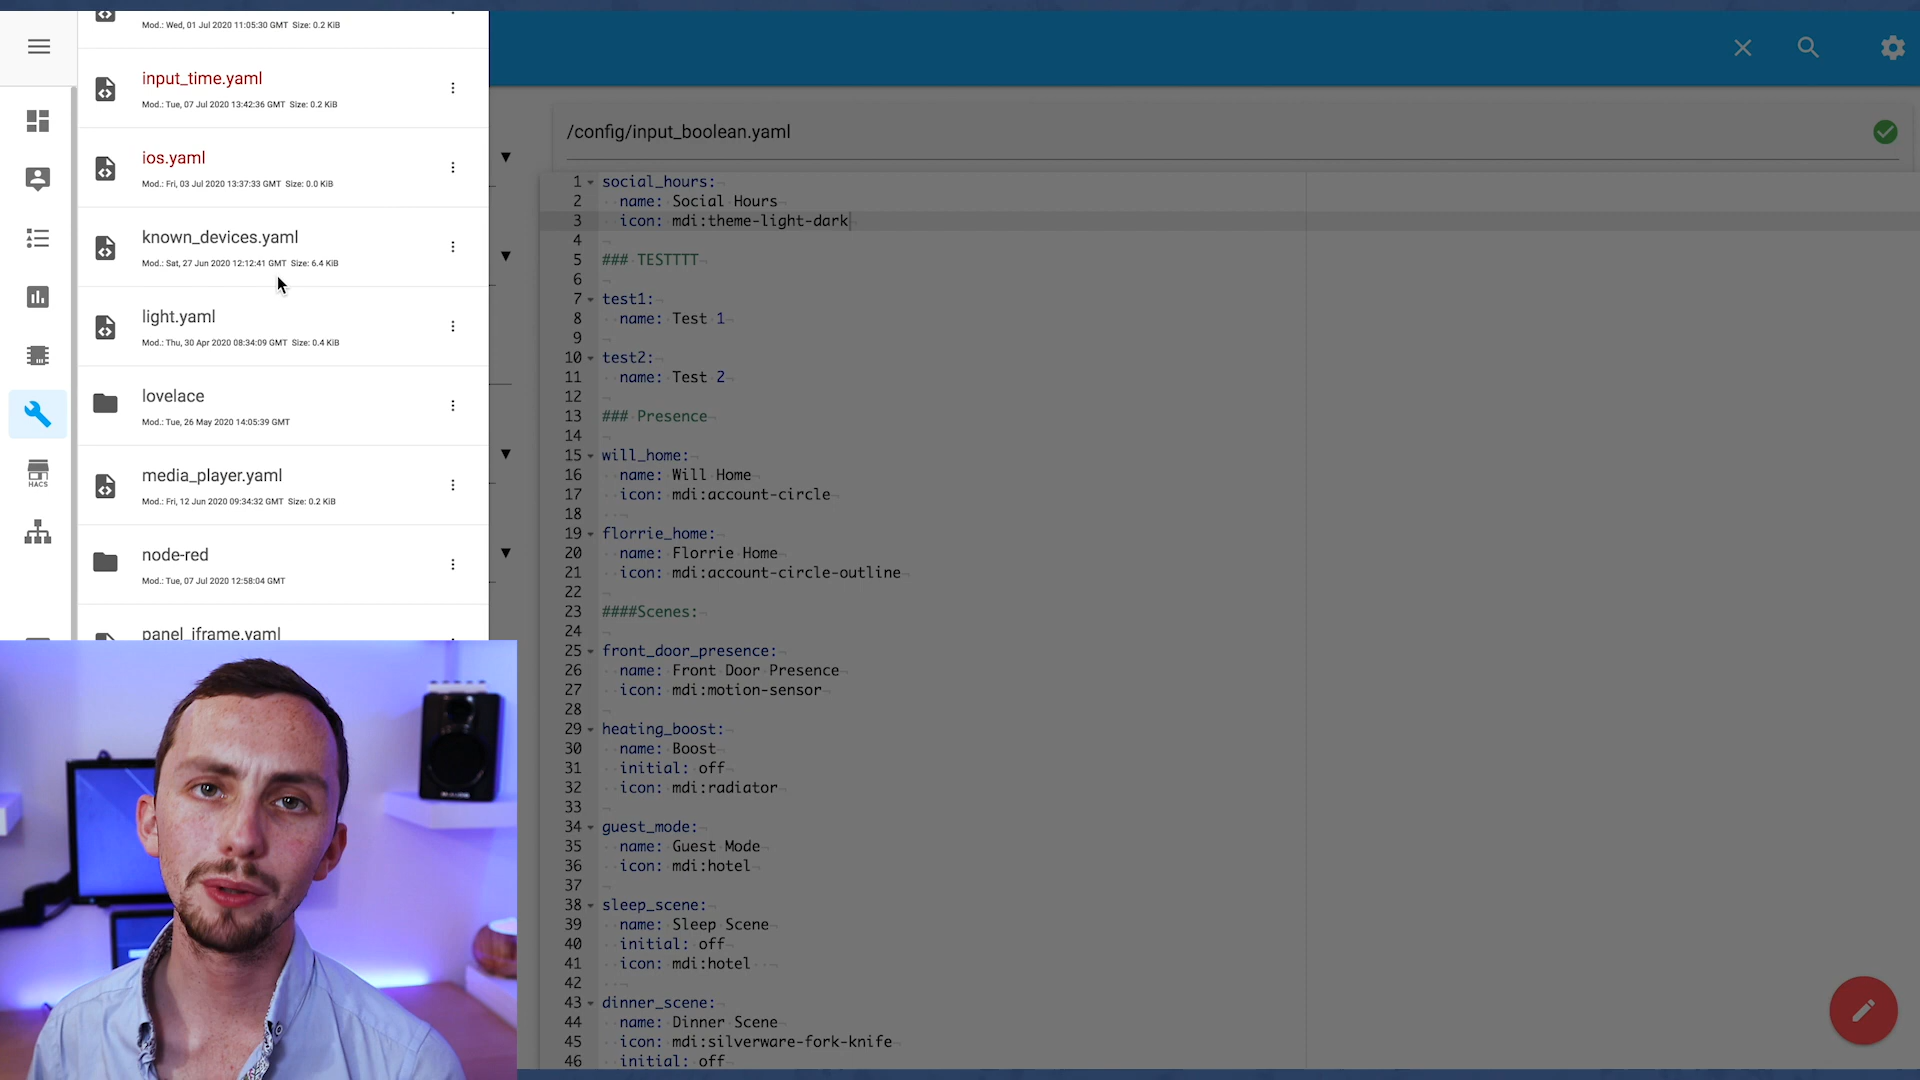 Mod.: Wed, 01 Jul 2020 11:05:30 GMT Size: 0.2 KiB
input_time.yaml
Mod.: Tue, 07 Jul 2020 13:42:36 GMT Size: 0.2 KiB
ios.yaml
Mod.: Fri, 03 Jul 2020 13:37:33 GMT Size: 0.0 KiB
known_devices.yaml
Mod.: Sat, 27 Jun 2020 12:12:41 GMT Size: 6.4 KiB
light.yaml
Mod.: Thu, 30 Apr 2020 08:34:09 GMT Size: 0.4 KiB
lovelace
Mod.: Tue, 26 May 2020 14:05:39 GMT
media_player.yaml
Mod.: Fri, 12 Jun 2020 09:34:32 GMT Size: 0.2 KiB
node-red
Mod.: Tue, 07 Jul 2020 12:58:04 GMT
panel_iframe.yaml
HACS
/config/input_boolean.yaml
1 social_hours:
2 name: Social Hours
3 icon: mdi:theme-light-dark
4
5 ### TESTTTT
6
7 test1:
8 name: Test 1
9
10 test2:
11 name: Test 2
12
13 ### Presence
14
15 will_home:
16 name: Will Home
17 icon: mdi:account-circle
18
19 florrie_home:
20 name: Florrie Home
21 icon: mdi:account-circle-outline
22
23 ####Scenes:
24
25 front_door_presence:
26 name: Front Door Presence
27 icon: mdi:motion-sensor
28
29 heating_boost:
30 name: Boost
31 initial: off
32 icon: mdi:radiator
33
34 guest_mode:
35 name: Guest Mode
36 icon: mdi:hotel
37
38 sleep_scene:
39 name: Sleep Scene
40 initial: off
41 icon: mdi:hotel
42
43 dinner_scene:
44 name: Dinner Scene
45 icon: mdi:silverware-fork-knife
46 initial: off